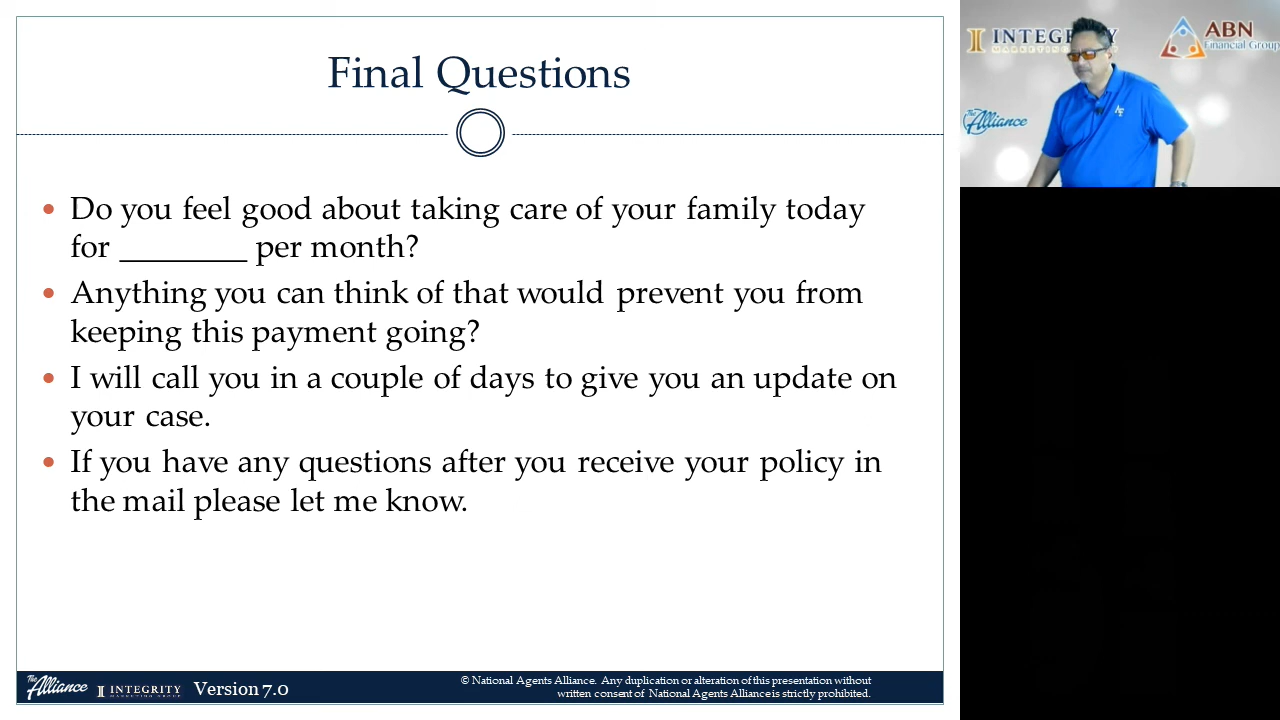 Final Questions
• Do you feel good about taking care of your family today
for ________ per month?
• Anything you can think of that would prevent you from
keeping this payment going?
• I will call you in a couple of days to give you an update on
your case.
• If you have any questions after you receive your policy in
the mail please let me know.
The Alliance
INTEGRITY
MARKETING GROUP
Version 7.0
© National Agents Alliance. Any duplication or alteration of this presentation without
written consent of National Agents Alliance is strictly prohibited.
ABN
Financial Group
The Alliance